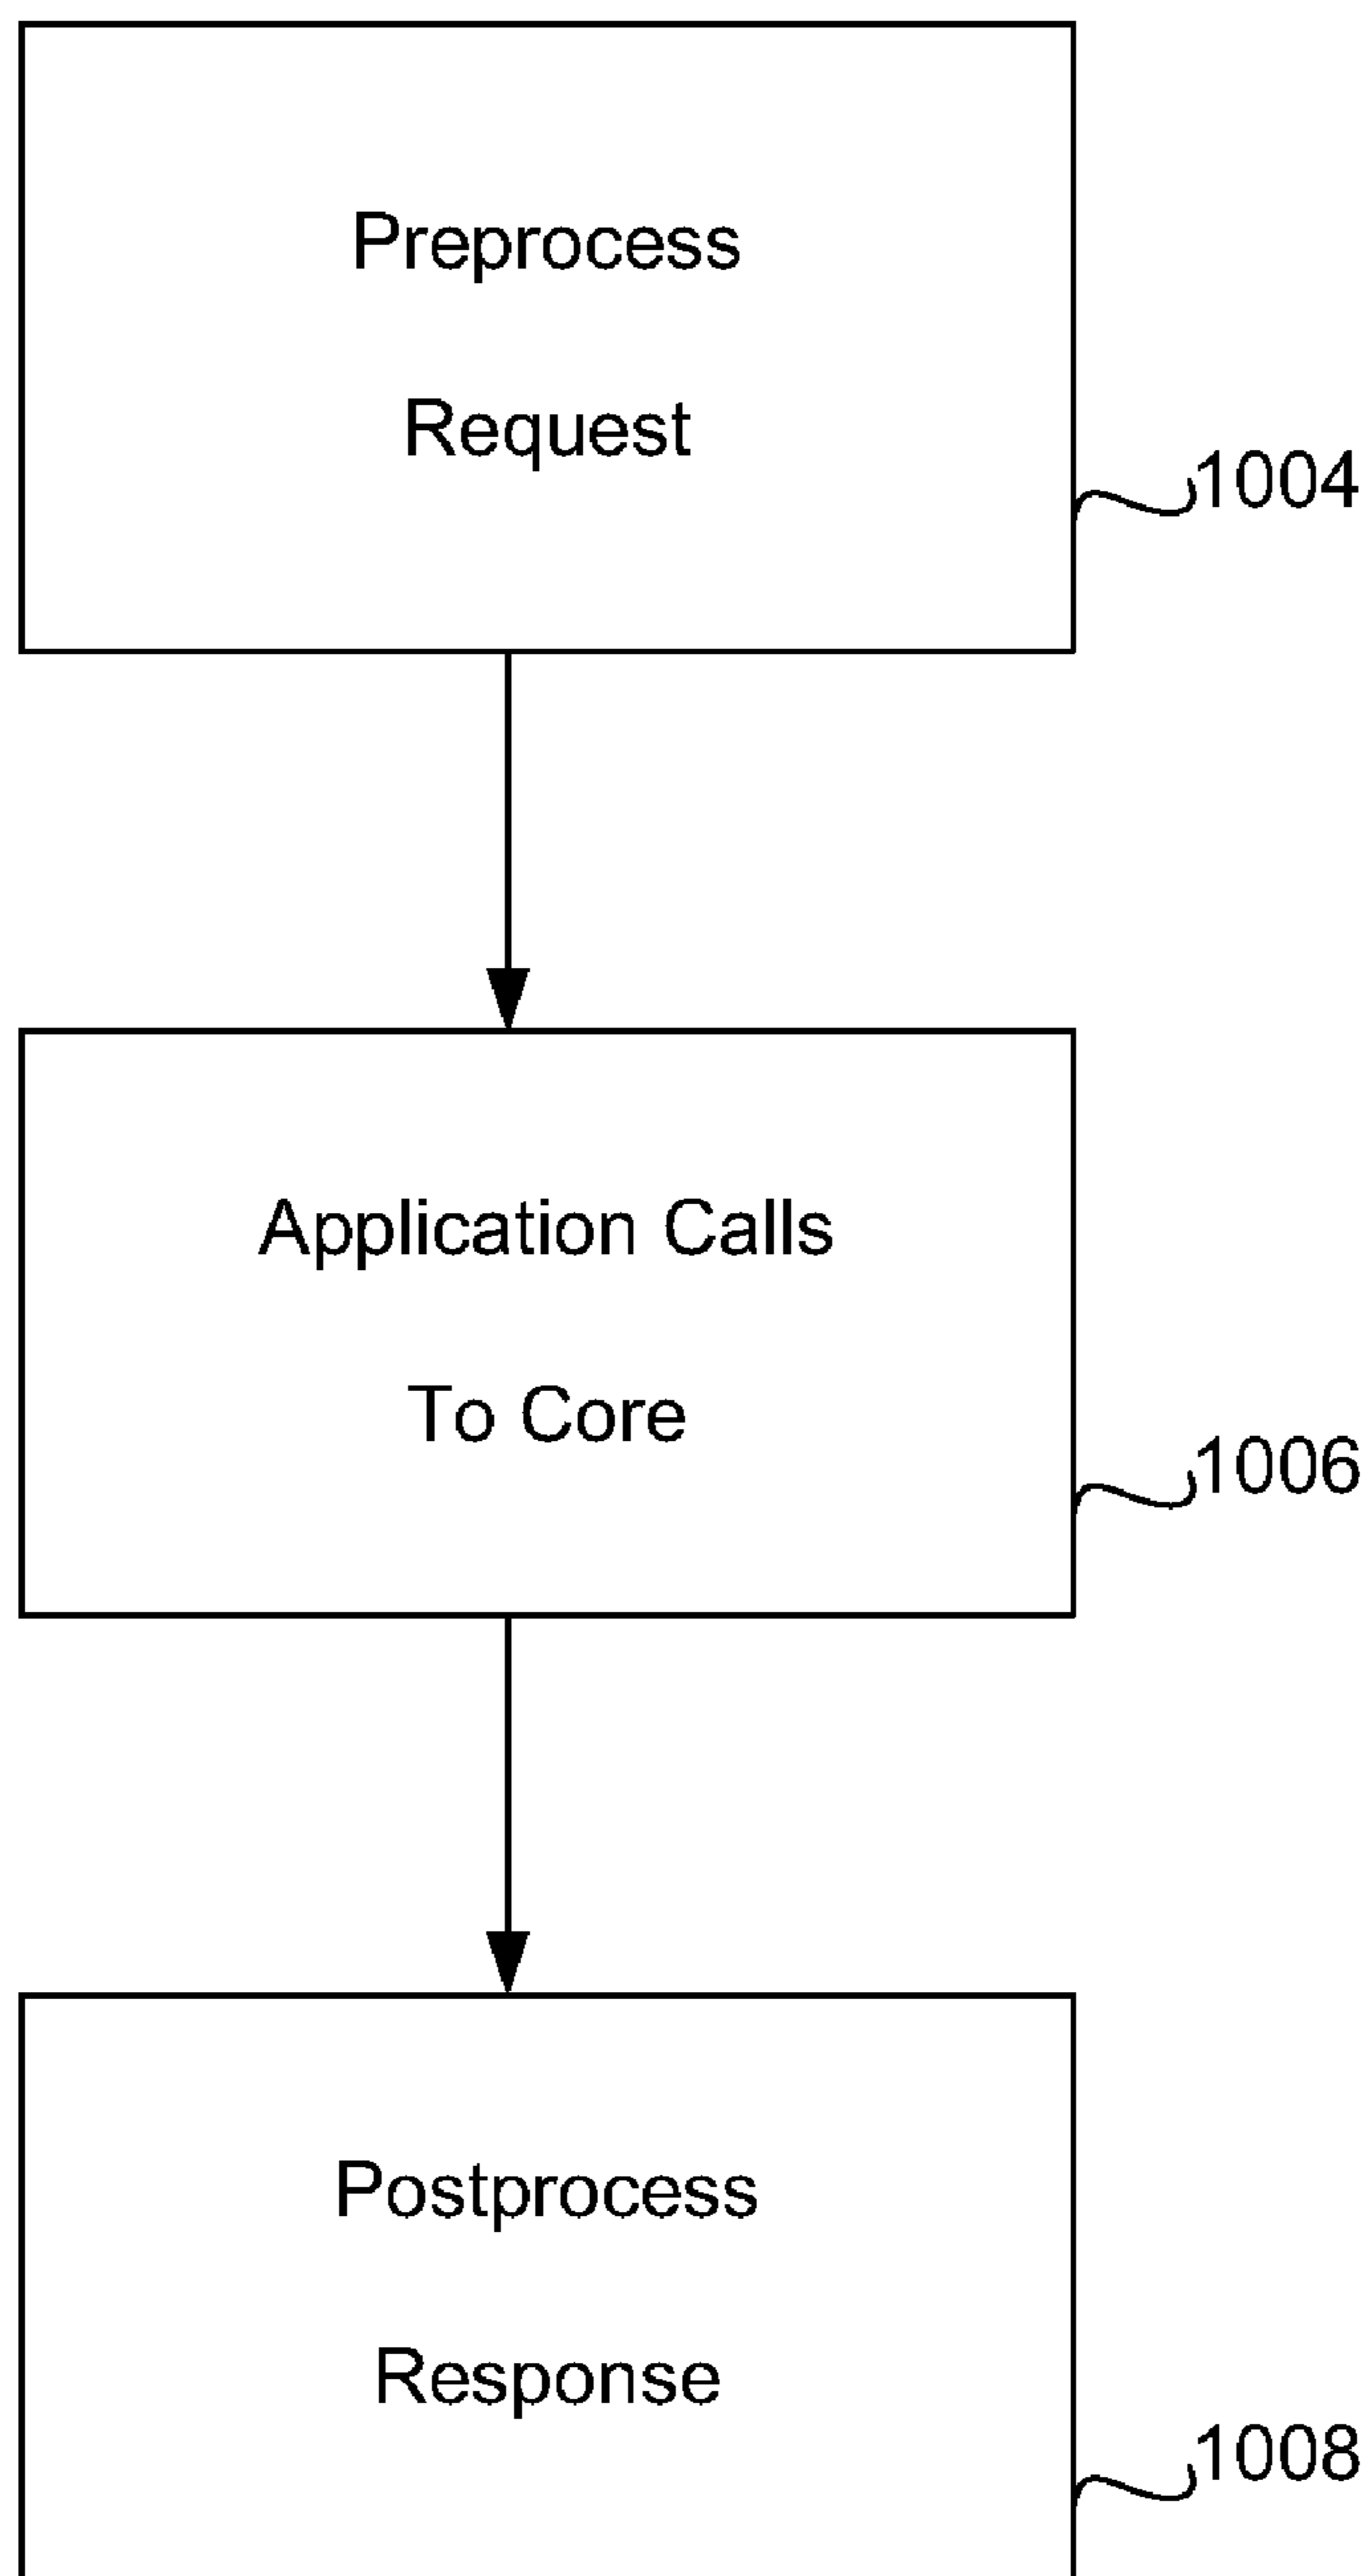 Preprocess
Request
1004
Application Calls
To Core
1006
Postprocess
Response
1008